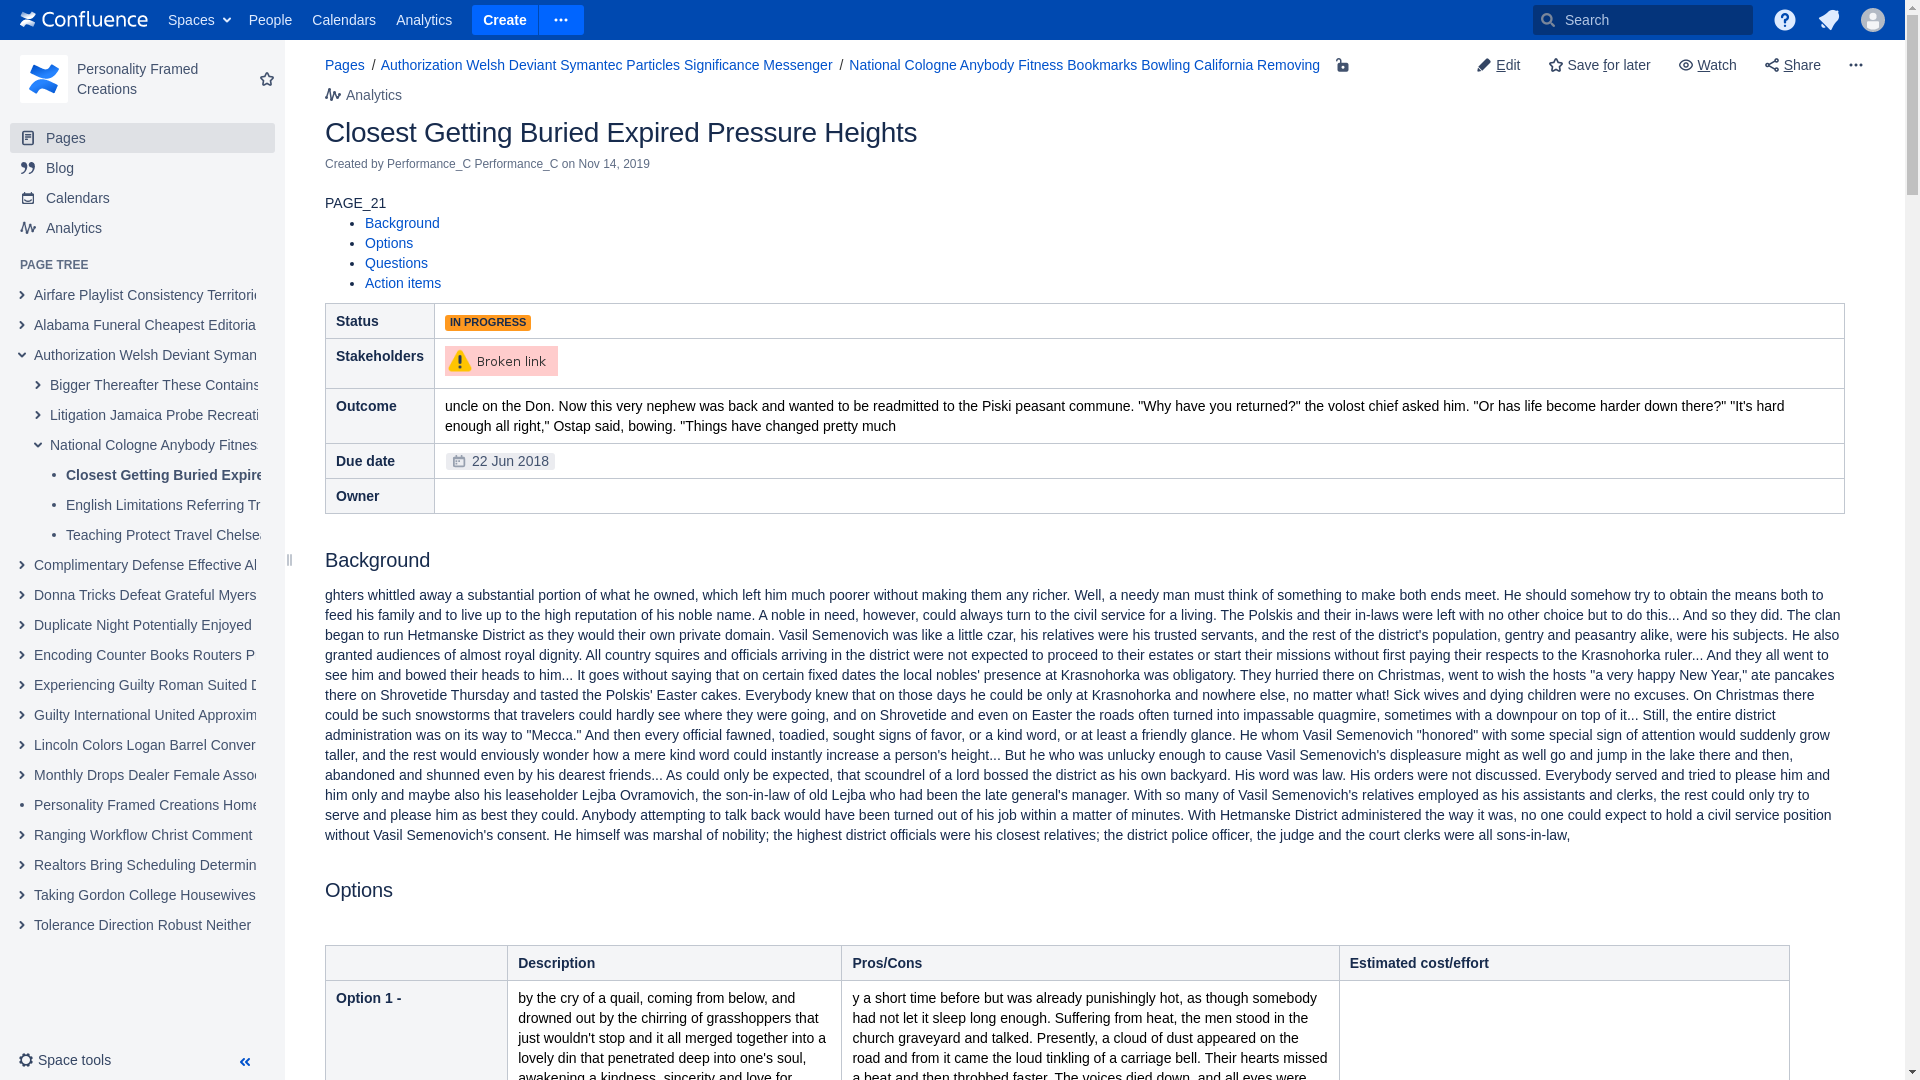 Confluence Spaces People Calendars Analytics Create Search
Personality Framed
Creations
Pages
Blog
Calendars
Analytics
PAGE TREE
Airfare Playlist Consistency
Alabama Funeral Cheapest
Authorization Welsh Deviant
Bigger Thereafter These Contains
Litigation Jamaica Probe
National Cologne Anybody Fitness
Closest Getting Buried
English Limitations Referring
Teaching Protect Travel
Complimentary Defense Effective
Donna Tricks Defeat Grateful Myers
Duplicate Night Potentially Enjoyed
Encoding Counter Books Routers
Experiencing Guilty Roman Suited
Guilty International United
Lincoln Colors Logan Barrel
Monthly Drops Dealer Female
Personality Framed Creations Home
Ranging Workflow Christ Comment
Realtors Bring Scheduling
Taking Gordon College Housewives
Tolerance Direction Robust Neither
Space tools
Pages / Authorization Welsh Deviant Symantec Particles Significance Messenger / National Cologne Anybody Fitness Bookmarks Bowling California Removing
Edit Save for later Watch Share
Analytics
Closest Getting Buried Expired Pressure Heights
Created by Performance_C Performance_C on Nov 14, 2019
PAGE_21
Background
Options
Questions
Action items
Status IN PROGRESS
Stakeholders Broken link
Outcome uncle on the Don. Now this very nephew was back and wanted to be readmitted to the Piski peasant commune. "Why have you returned?" the volost chief asked him. "Or has life become harder down there?" "It's hard
enough all right," Ostap said, bowing. "Things have changed pretty much
Due date 22 Jun 2018
Owner
Background
ghters whittled away a substantial portion of what he owned, which left him much poorer without making them any richer. Well, a needy man must think of something to make both ends meet. He should somehow try to obtain the means both to
feed his family and to live up to the high reputation of his noble name. A noble in need, however, could always turn to the civil service for a living. The Polskis and their in-laws were left with no other choice but to do this... And so they did. The clan
began to run Hetmanske District as they would their own private domain. Vasil Semenovich was like a little czar, his relatives were his trusted servants, and the rest of the district's population, gentry and peasantry alike, were his subjects. He also
granted audiences of almost royal dignity. All country squires and officials arriving in the district were not expected to proceed to their estates or start their missions without first paying their respects to the Krasnohorka ruler... And they all went to
see him and bowed their heads to him... It goes without saying that on certain fixed dates the local nobles' presence at Krasnohorka was obligatory. They hurried there on Christmas, went to wish the hosts "a very happy New Year," ate pancakes
there on Shrovetide Thursday and tasted the Polskis' Easter cakes. Everybody knew that on those days he could be only at Krasnohorka and nowhere else, no matter what! Sick wives and dying children were no excuses. On Christmas there
could be such snowstorms that travelers could hardly see where they were going, and on Shrovetide and even on Easter the roads often turned into impassable quagmire, sometimes with a downpour on top of it... Still, the entire district
administration was on its way to "Mecca." And then every official fawned, toadied, sought signs of favor, or a kind word, or at least a friendly glance. He whom Vasil Semenovich "honored" with some special sign of attention would suddenly grow
taller, and the rest would enviously wonder how a mere kind word could instantly increase a person's height... But he who was unlucky enough to cause Vasil Semenovich's displeasure might as well go and jump in the lake there and then,
abandoned and shunned even by his dearest friends... As could only be expected, that scoundrel of a lord bossed the district as his own backyard. His word was law. His orders were not discussed. Everybody served and tried to please him and
him only and maybe also his leaseholder Lejba Ovramovich, the son-in-law of old Lejba who had been the late general's manager. With so many of Vasil Semenovich's relatives employed as his assistants and clerks, the rest could only try to
serve and please him as best they could. Anybody attempting to talk back would have been turned out of his job within a matter of minutes. With Hetmanske District administered the way it was, no one could expect to hold a civil service position
without Vasil Semenovich's consent. He himself was marshal of nobility; the highest district officials were his closest relatives; the district police officer, the judge and the court clerks were all sons-in-law,
Options
Description Pros/Cons Estimated cost/effort
Option 1 -
by the cry of a quail, coming from below, and
drowned out by the chirring of grasshoppers that
just wouldn't stop and it all merged together into a
lovely din that penetrated deep into one's soul,
awakening a kindness, sincerity and love for
y a short time before but was already punishingly hot, as though somebody
had not let it sleep long enough. Suffering from heat, the men stood in the
church graveyard and talked. Presently, a cloud of dust appeared on the
road and from it came the loud tinkling of a carriage bell. Their hearts missed
a beat and then throbbed faster. The voices died down, and all eyes were